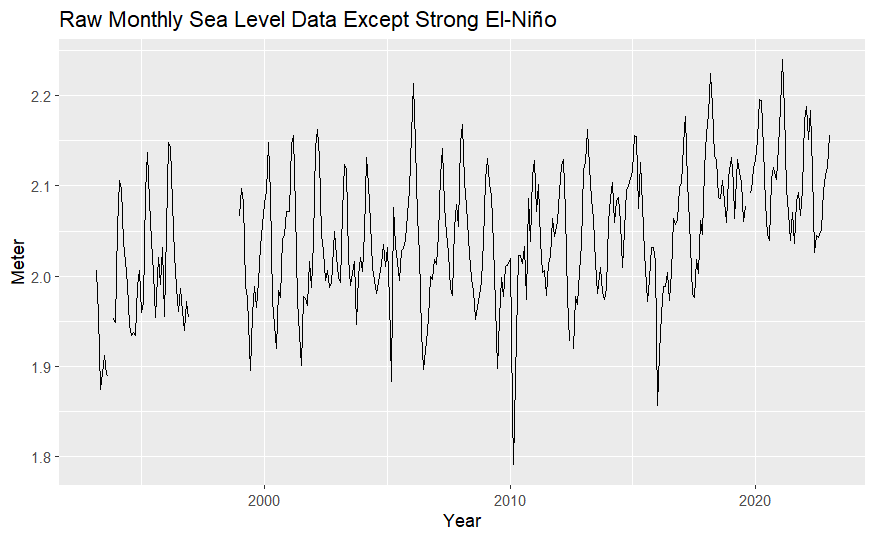 Raw Monthly Sea Level Data Except Strong El-Niño
2.2
2.1
2.0
1.9
1.8
Meter
2000 2010 2020
Year